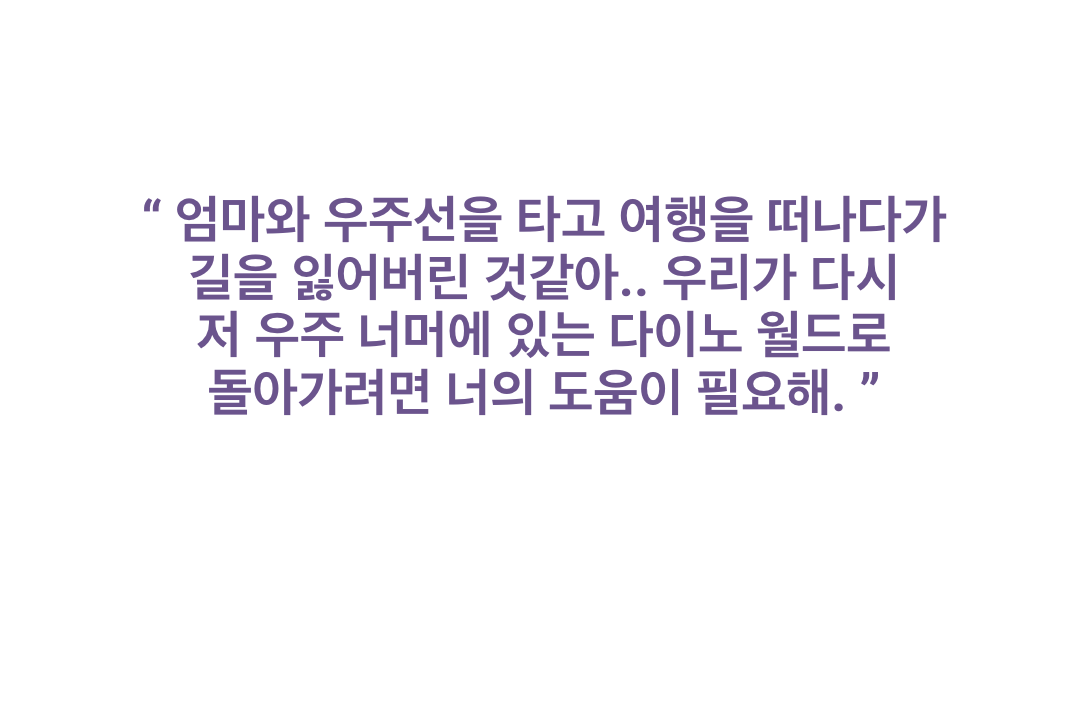 “ 엄마와 우주선을 타고 여행을 떠나다가
길을 잃어버린 것같아.. 우리가 다시
저 우주 너머에 있는 다이노 월드로
돌아가려면 너의 도움이 필요해. ”